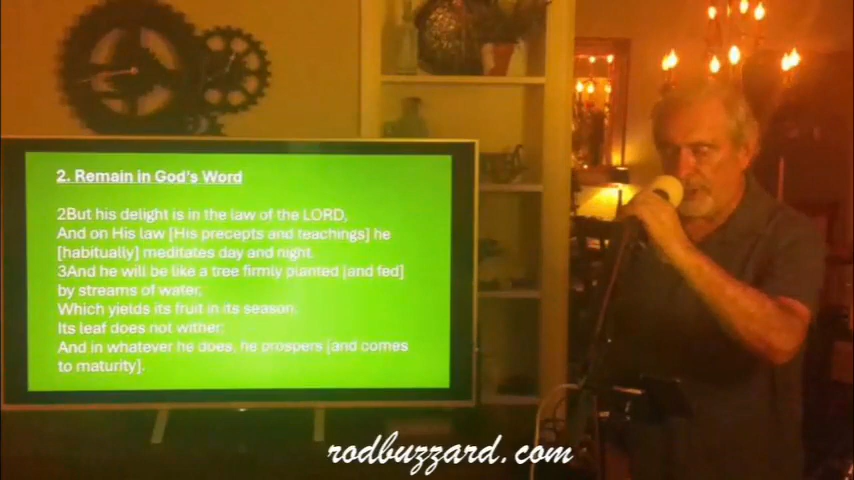 2. Remain in God's Word
2But his delight is in the law of the LORD,
And on His law [His precepts and teachings] he
[habitually] meditates day and night.
3And he will be like a tree firmly planted [and fed]
by streams of water,
Which yields its fruit in its season;
Its leaf does not wither;
And in whatever he does, he prospers [and comes
to maturity].
rodbuzzard.com